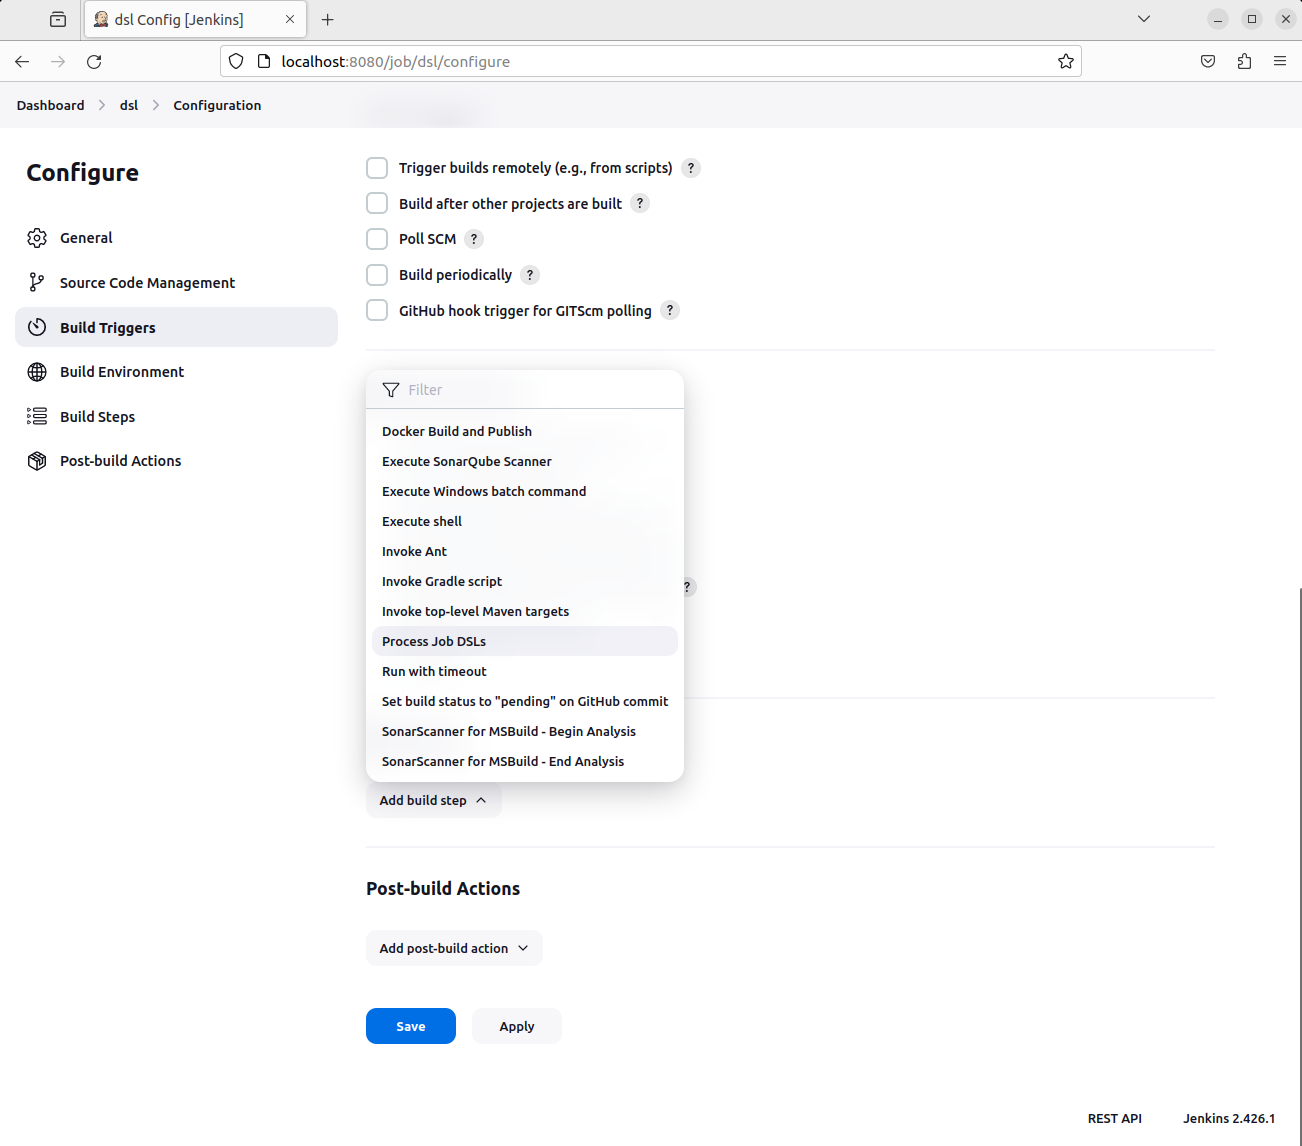 dsl Config [Jenkins]
localhost:8080/job/dsl/configure
Dashboard dsl Configuration
Configure
General
Source Code Management
Build Triggers
Build Environment
Build Steps
Post-build Actions
Trigger builds remotely (e.g., from scripts) ?
Build after other projects are built ?
Poll SCM ?
Build periodically ?
GitHub hook trigger for GITScm polling ?
Filter
Docker Build and Publish
Execute SonarQube Scanner
Execute Windows batch command
Execute shell
Invoke Ant
Invoke Gradle script
?
Invoke top-level Maven targets
Process Job DSLs
Run with timeout
Set build status to "pending" on GitHub commit
SonarScanner for MSBuild - Begin Analysis
SonarScanner for MSBuild - End Analysis
Add build step
Post-build Actions
Add post-build action
Save Apply
REST API Jenkins 2.426.1